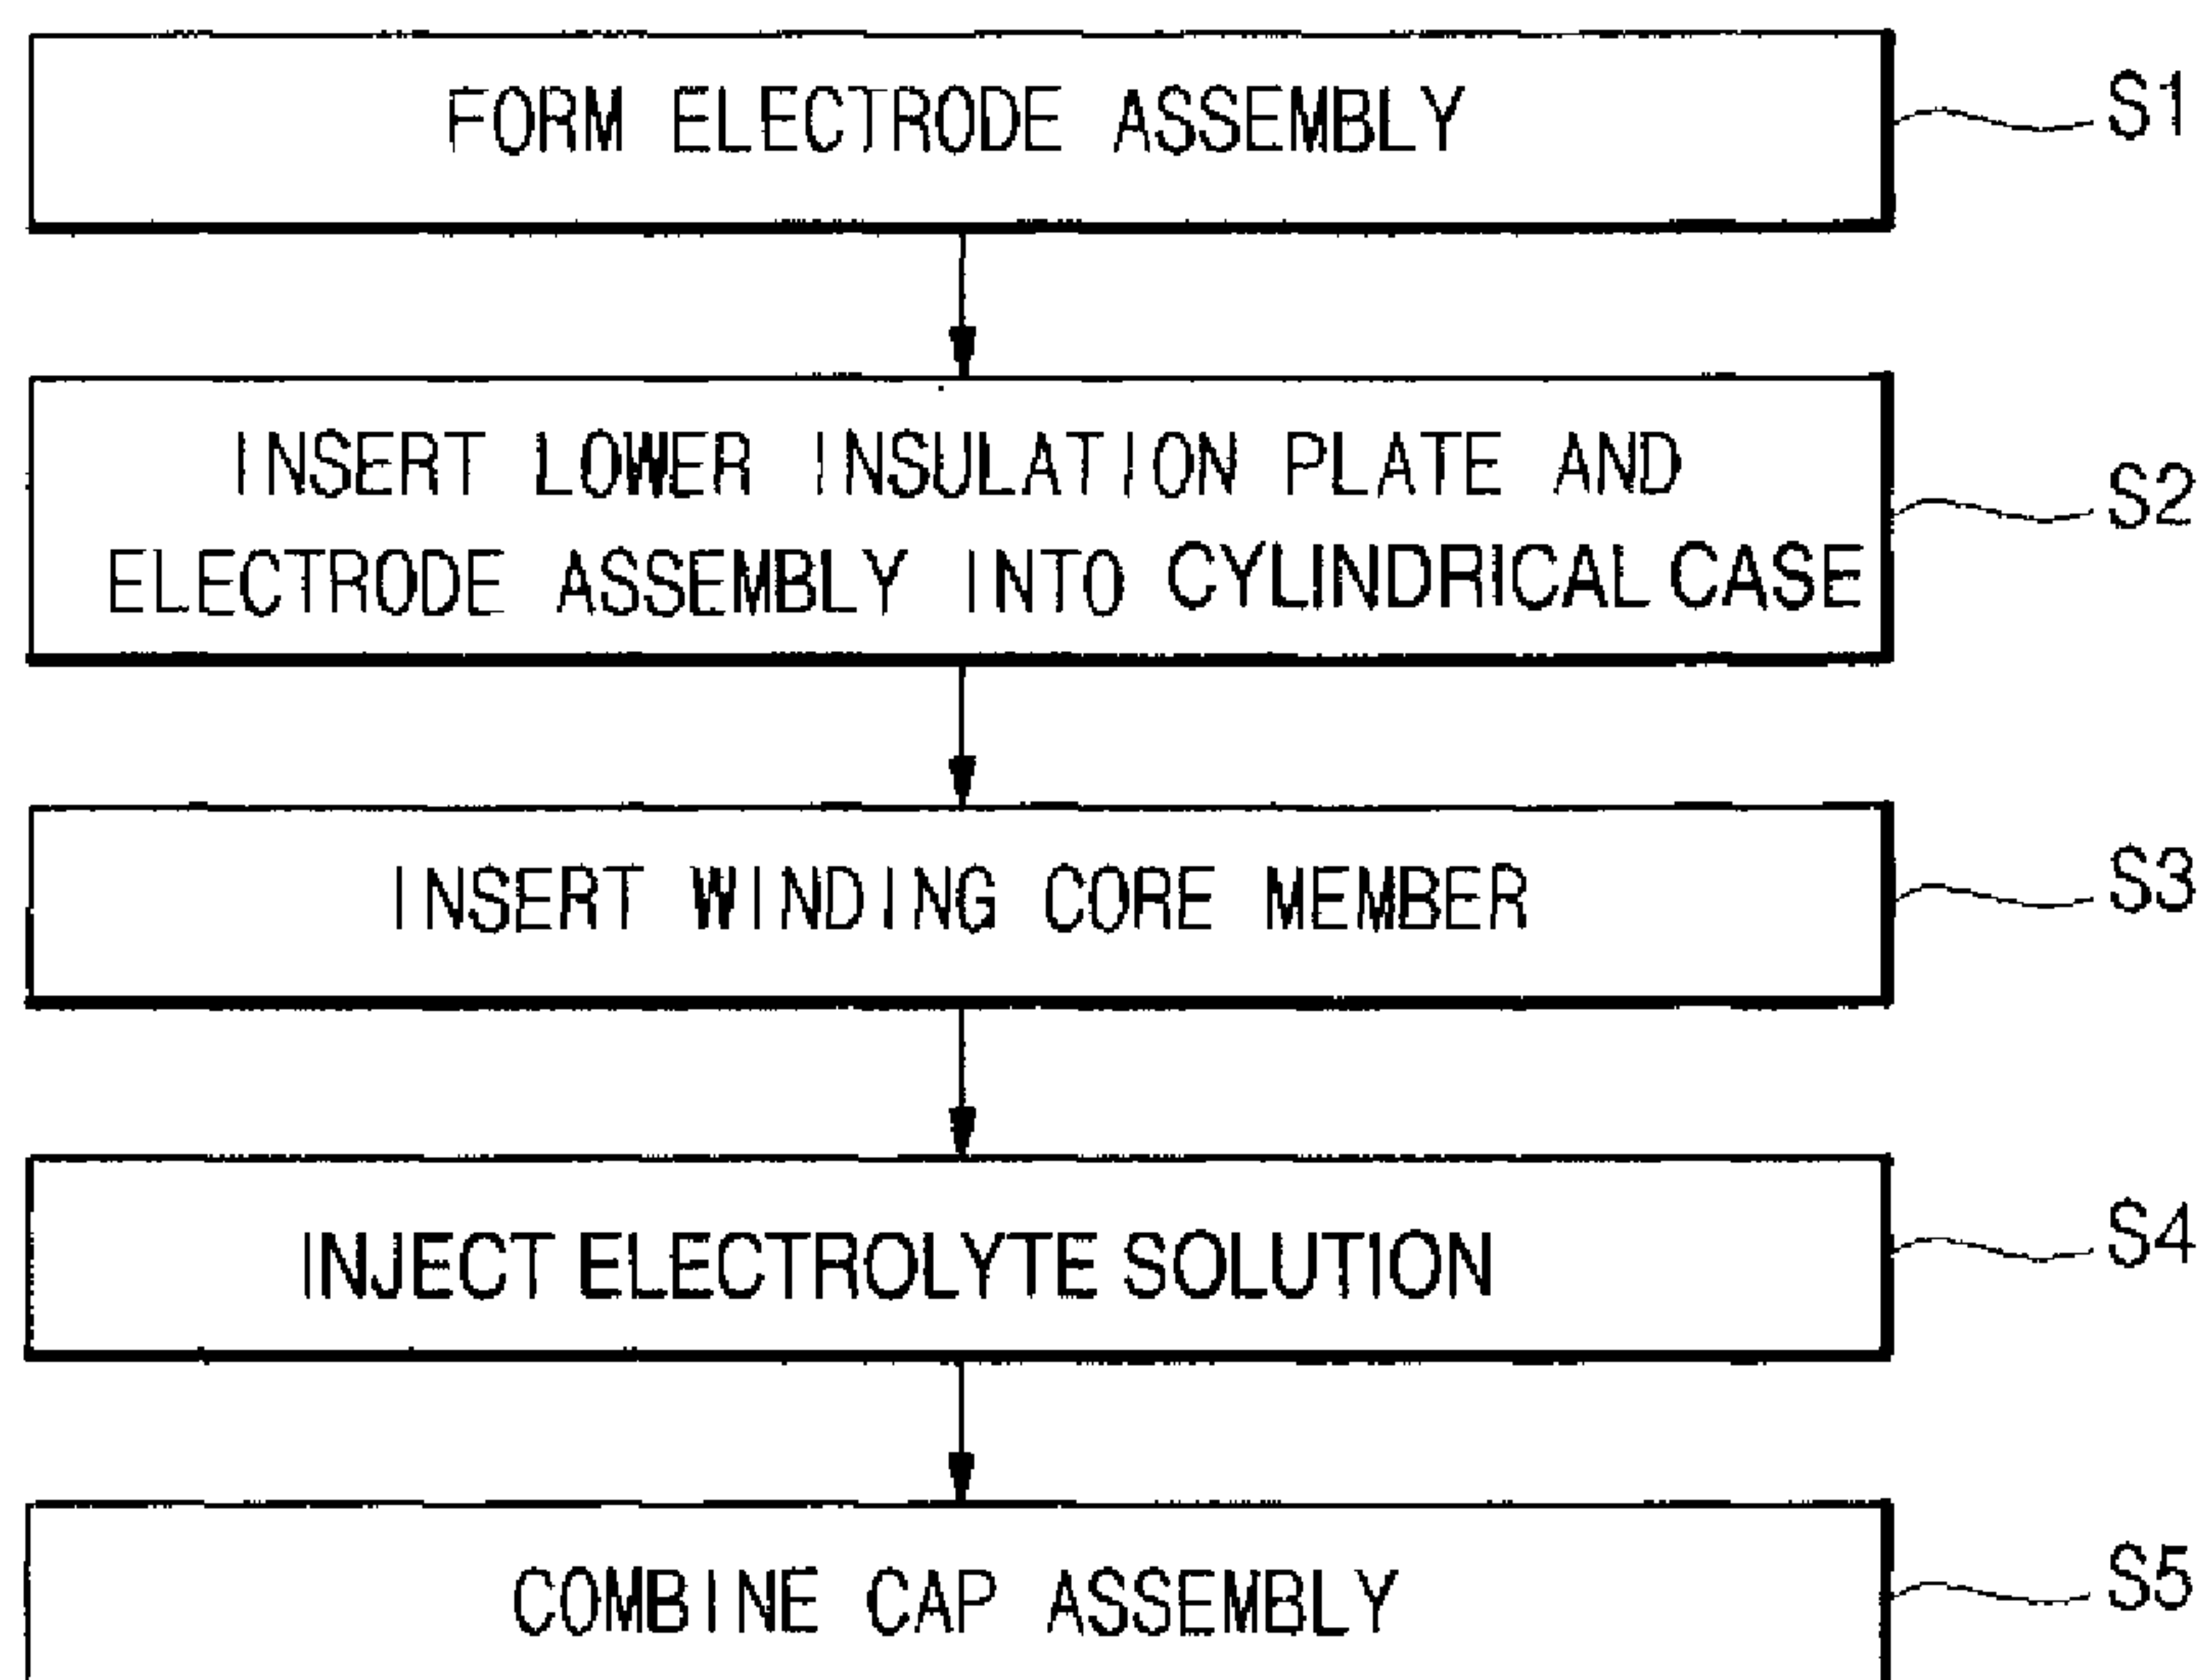 FORM ELECTRODE ASSEMBLY
S1
INSERT LOWER INSULATION PLATE AND
ELECTRODE ASSEMBLY INTO CYLINDRICAL CASE
S2
INSERT WINDING CORE MEMBER
S3
INJECT ELECTROLYTE SOLUTION
S4
COMBINE CAP ASSEMBLY
S5